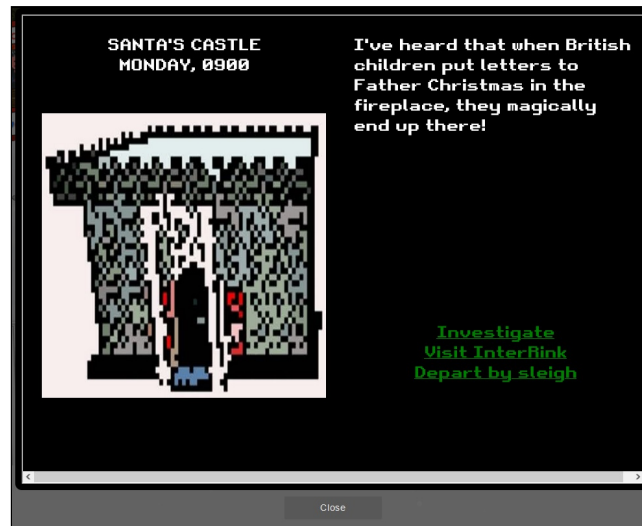 SANTA'S CASTLE
MONDAY, 0900
I've heard that when British
children put letters to
Father Christmas in the
fireplace, they magically
end up there!
Investigate
Visit InterRink
Depart by sleigh
Close